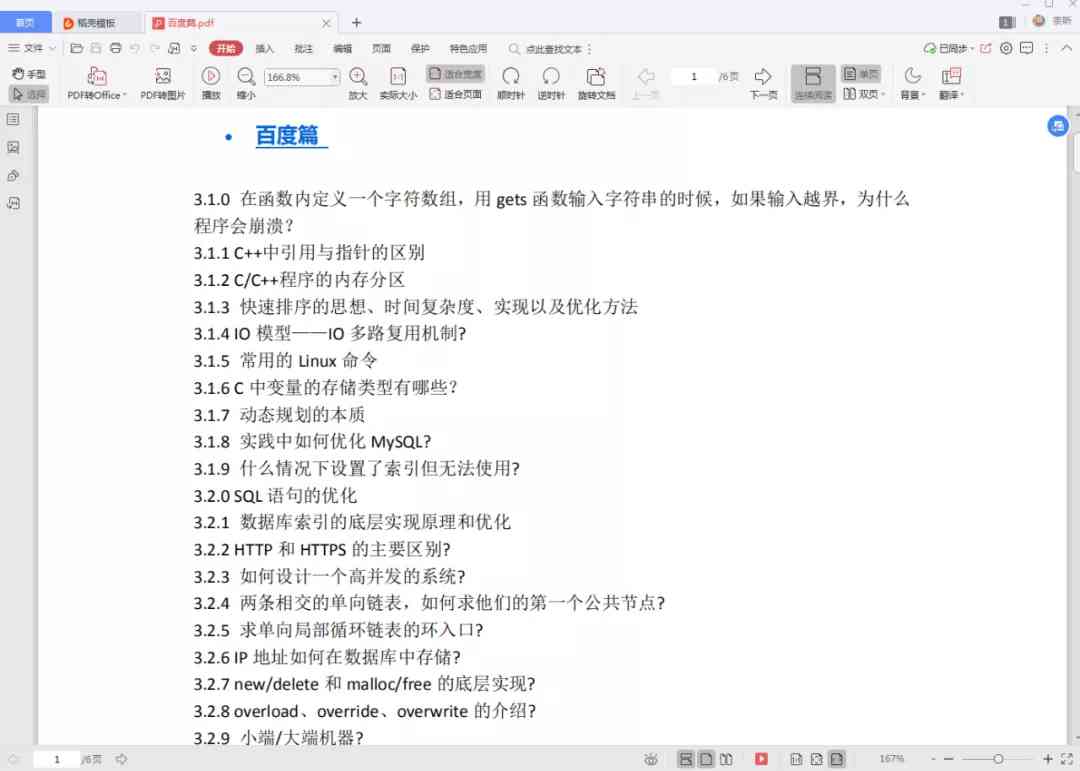 首页 稻壳模板 百度篇.pdf
文件 开始 插入 批注 编辑 页面 保护 特色应用 点此查找文本 已同步
手型 选择 PDF转Office PDF转图片 播放 缩小 166.8% 放大 实际大小 适合宽度 适合页面 顺时针 逆时针 旋转文档 上一页 1 /6页 下一页 连续阅读 单页 双页 背景 翻译
• 百度篇
3.1.0 在函数内定义一个字符数组，用 gets 函数输入字符串的时候，如果输入越界，为什么
程序会崩溃？
3.1.1 C++中引用与指针的区别
3.1.2 C/C++程序的内存分区
3.1.3 快速排序的思想、时间复杂度、实现以及优化方法
3.1.4 IO 模型——IO 多路复用机制?
3.1.5 常用的 Linux 命令
3.1.6 C 中变量的存储类型有哪些？
3.1.7 动态规划的本质
3.1.8 实践中如何优化 MySQL?
3.1.9 什么情况下设置了索引但无法使用?
3.2.0 SQL 语句的优化
3.2.1 数据库索引的底层实现原理和优化
3.2.2 HTTP 和 HTTPS 的主要区别?
3.2.3 如何设计一个高并发的系统?
3.2.4 两条相交的单向链表，如何求他们的第一个公共节点?
3.2.5 求单向局部循环链表的环入口?
3.2.6 IP 地址如何在数据库中存储?
3.2.7 new/delete 和 malloc/free 的底层实现?
3.2.8 overload、override、overwrite 的介绍?
3.2.9 小端/大端机器?
1 /6页 167%